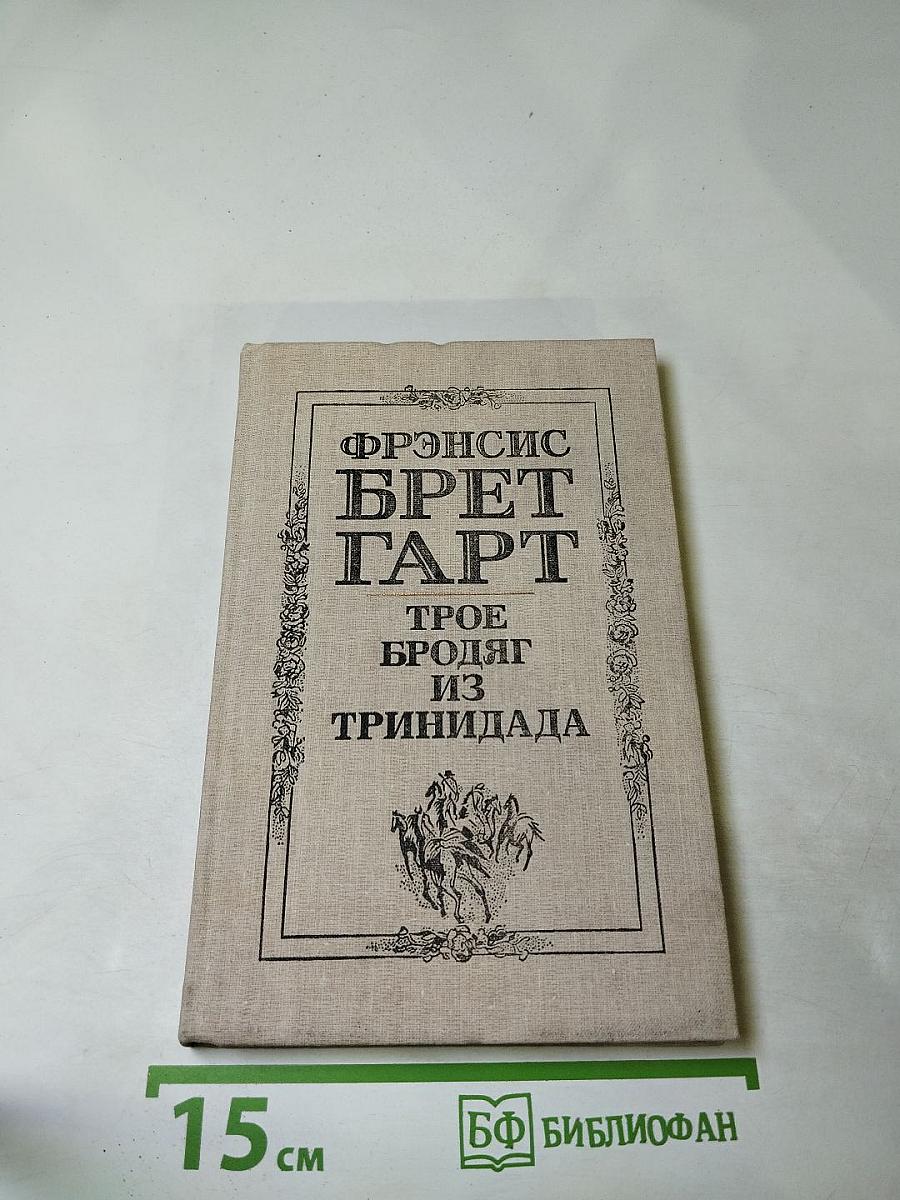 ФРЭНСИС
БРЕТ
ГАРТ
ТРОЕ
БРОДЯГ
ИЗ
ТРИНИДАДА
15 см
БФ БИБЛИОФАН